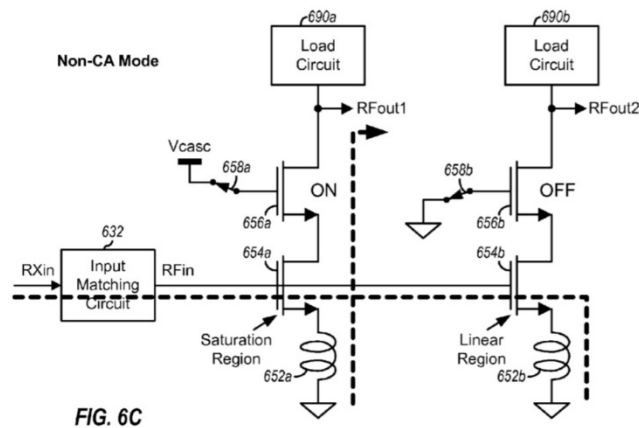 690a
690b
Load
Circuit
Load
Circuit
Non-CA Mode
RFout1
RFout2
Vcasc
658a
658b
ON
OFF
656a
656b
632
654a
654b
RXin
Input
Matching
Circuit
RFin
Saturation
Region
Linear
Region
652a
652b
FIG. 6C